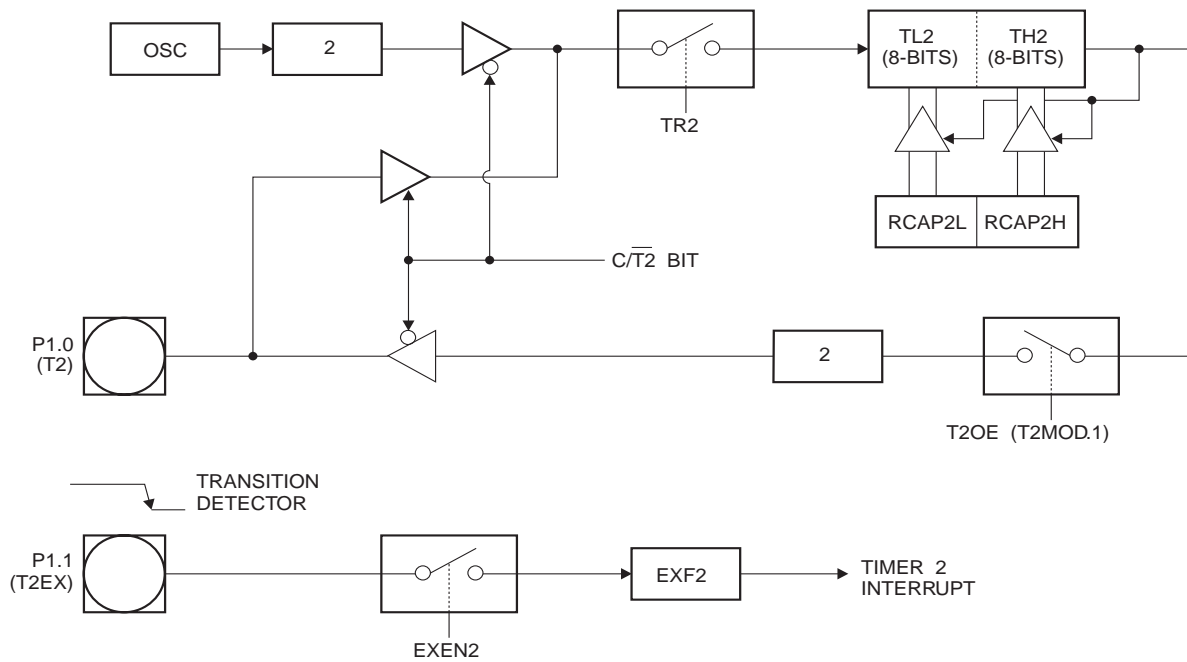 OSC
2
TR2
TL2
(8-BITS)
TH2
(8-BITS)
RCAP2L
RCAP2H
C/T2 BIT
P1.0
(T2)
2
T2OE (T2MOD.1)
TRANSITION
DETECTOR
P1.1
(T2EX)
EXEN2
EXF2
TIMER 2
INTERRUPT